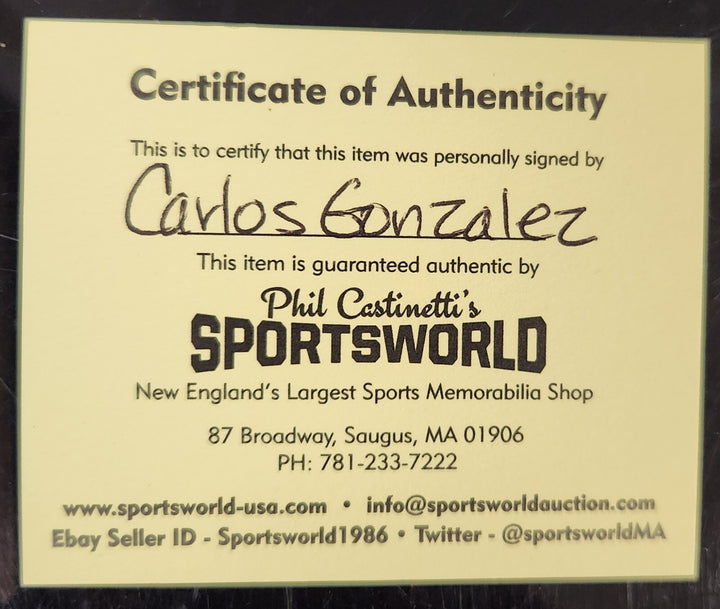 Certificate of Authenticity
This is to certify that this item was personally signed by
Carlos Gonzalez
This item is guaranteed authentic by
Phil Castinetti's
SPORTSWORLD
New England's Largest Sports Memorabilia Shop
87 Broadway, Saugus, MA 01906
PH: 781-233-7222
www.sportsworld-usa.com • info@sportsworldauction.com
Ebay Seller ID - Sportsworld1986 • Twitter - @sportsworldMA